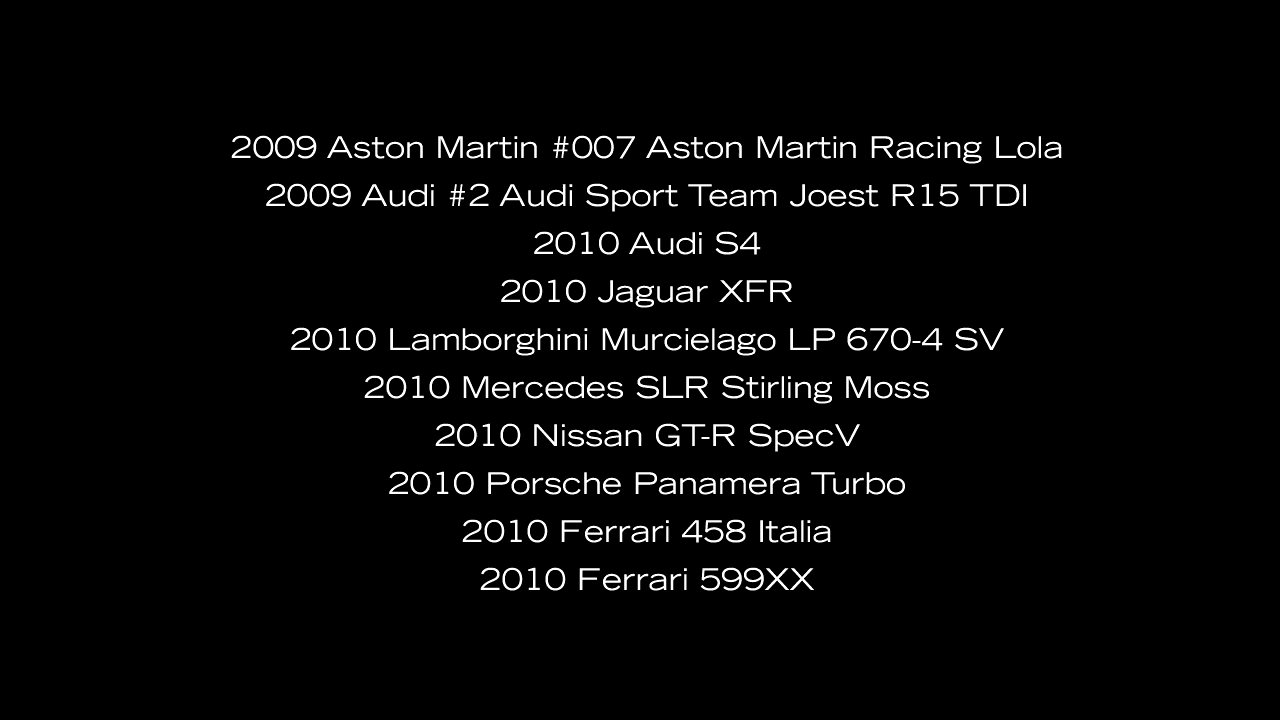 2009 Aston Martin #007 Aston Martin Racing Lola
2009 Audi #2 Audi Sport Team Joest R15 TDI
2010 Audi S4
2010 Jaguar XFR
2010 Lamborghini Murcielago LP 670-4 SV
2010 Mercedes SLR Stirling Moss
2010 Nissan GT-R SpecV
2010 Porsche Panamera Turbo
2010 Ferrari 458 Italia
2010 Ferrari 599XX